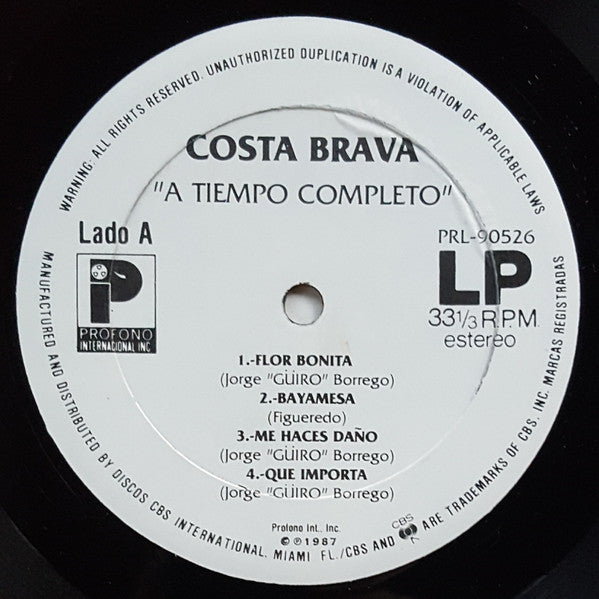 WARNING: ALL RIGHTS RESERVED. UNAUTHORIZED DUPLICATION IS A VIOLATION OF APPLICABLE LAWS
COSTA BRAVA
"A TIEMPO COMPLETO"
Lado A
PRL-90526
LP
33 1/3 R.P.M.
estereo
iP
PROFONO
INTERNACIONAL INC
1.-FLOR BONITA
(Jorge "GÜIRO" Borrego)
2.-BAYAMESA
(Figueredo)
3.-ME HACES DAÑO
(Jorge "GÜIRO" Borrego)
4.-QUE IMPORTA
(Jorge "GÜIRO" Borrego)
Profono Int., Inc.
© ℗ 1987
MANUFACTURED AND DISTRIBUTED BY DISCOS CBS INTERNATIONAL. MIAMI. FL./CBS AND CBS ARE TRADEMARKS OF CBS. INC. MARCAS REGISTRADAS